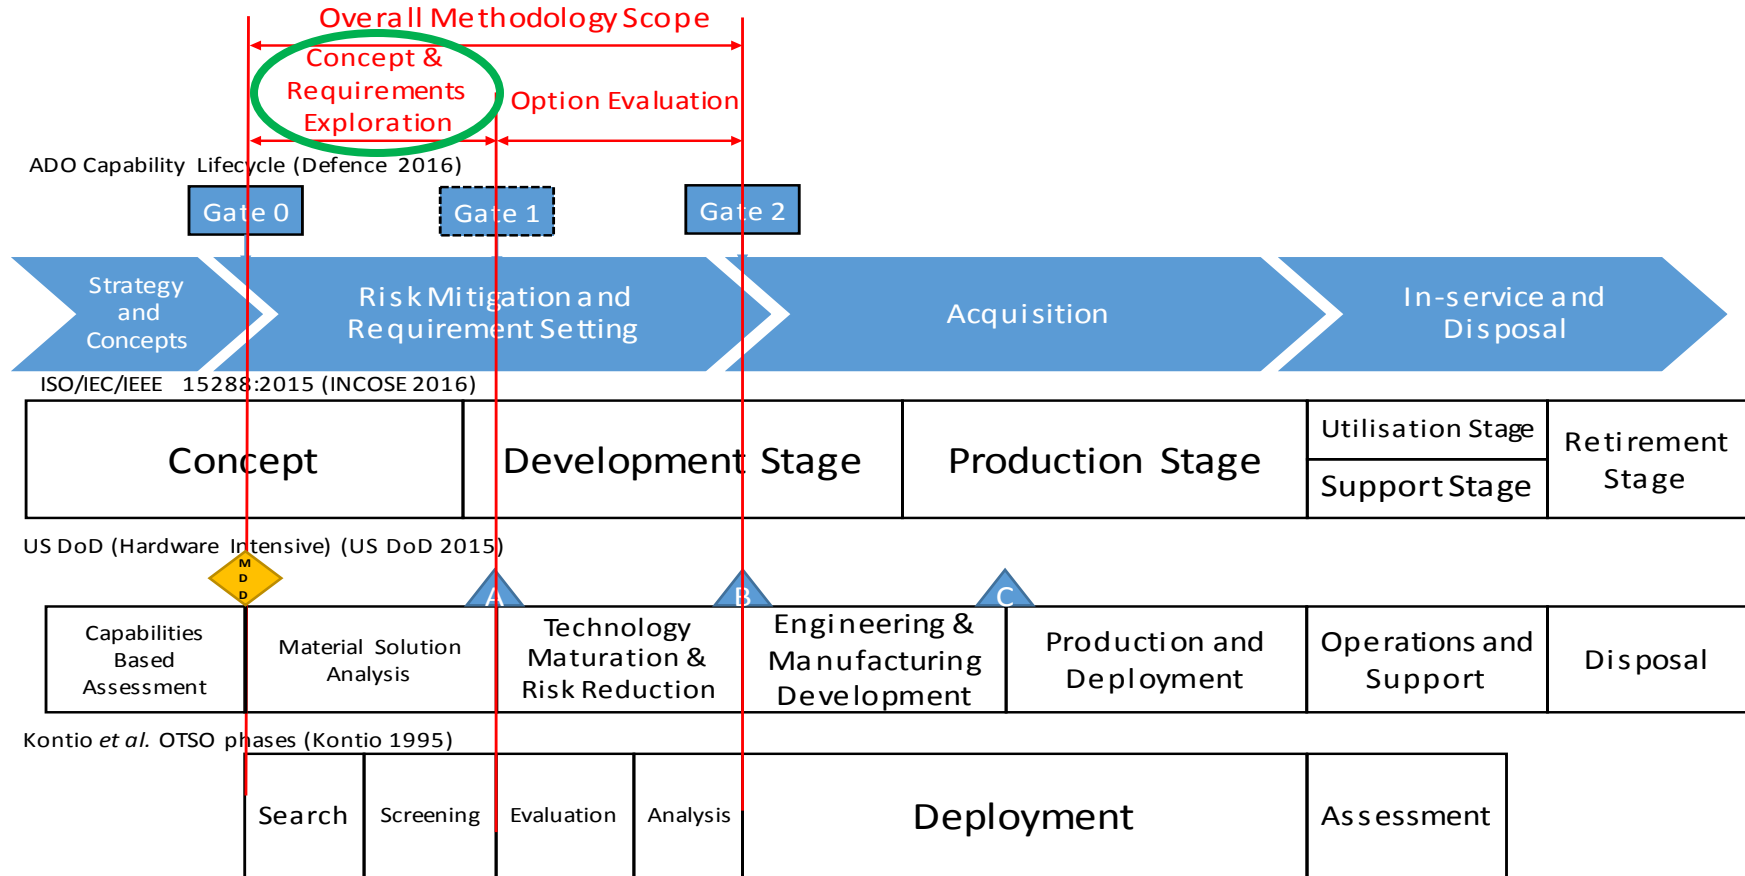 Overall Methodology Scope
Concept &
Requirements
Exploration
Option Evaluation
ADO Capability Lifecycle (Defence 2016)
Gate 0
Gate 1
Gate 2
Strategy
and
Concepts
Risk Mitigation and
Requirement Setting
Acquisition
In-service and
Disposal
ISO/IEC/IEEE 15288:2015 (INCOSE 2016)
Concept
Development Stage
Production Stage
Utilisation Stage
Support Stage
Retirement
Stage
US DoD (Hardware Intensive) (US DoD 2015)
M
D
D
A
B
C
Capabilities
Based
Assessment
Material Solution
Analysis
Technology
Maturation &
Risk Reduction
Engineering &
Manufacturing
Development
Production and
Deployment
Operations and
Support
Disposal
Kontio et al. OTSO phases (Kontio 1995)
Search
Screening
Evaluation
Analysis
Deployment
Assessment